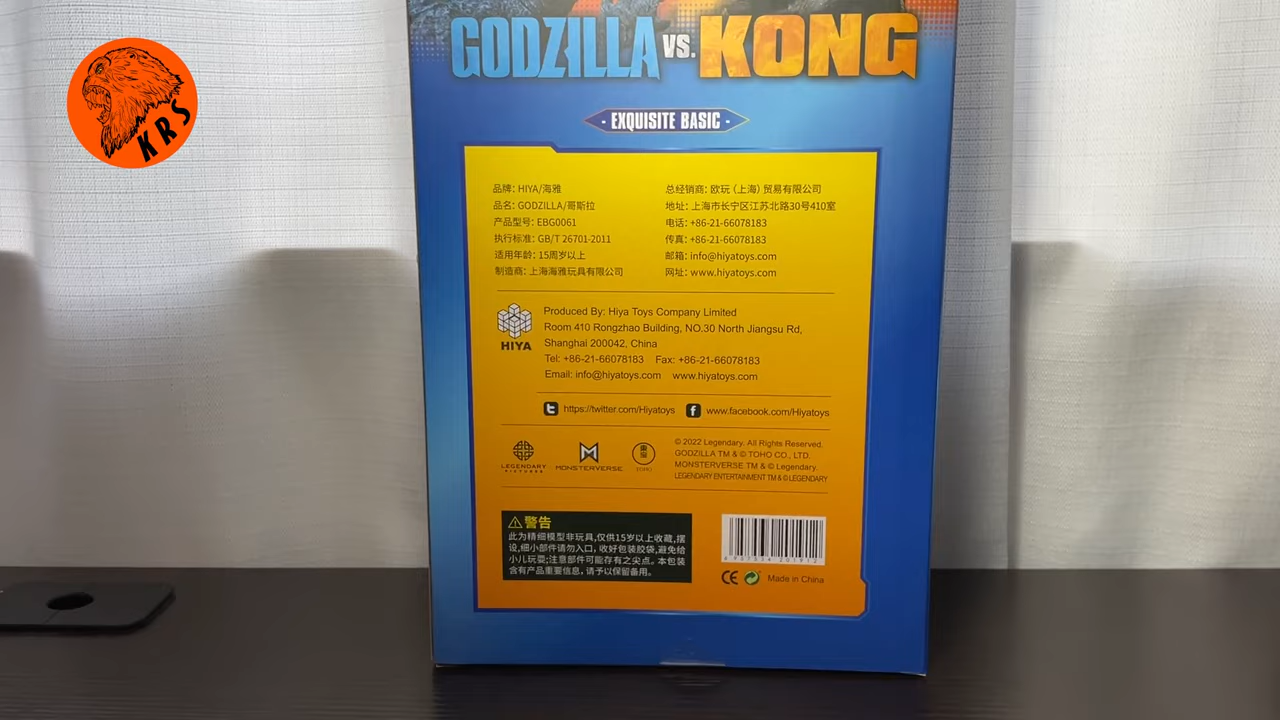 KRS
GODZILLA VS. KONG
- EXQUISITE BASIC -
品牌: HIYA/海雅
品名: GODZILLA/哥斯拉
产品型号: EBG0061
执行标准: GB/T 26701-2011
适用年龄: 15周岁以上
制造商: 上海海雅玩具有限公司
总经销商: 欧玩 (上海) 贸易有限公司
地址: 上海市长宁区江苏北路30号410室
电话: +86-21-66078183
传真: +86-21-66078183
邮箱: info@hiyatoys.com
网址: www.hiyatoys.com
HIYA
Produced By: Hiya Toys Company Limited
Room 410 Rongzhao Building, NO.30 North Jiangsu Rd,
Shanghai 200042, China
Tel: +86-21-66078183 Fax: +86-21-66078183
Email: info@hiyatoys.com www.hiyatoys.com
https://twitter.com/Hiyatoys www.facebook.com/Hiyatoys
LEGENDARY
PICTURES
MONSTERVERSE
東宝
TOHO
© 2022 Legendary. All Rights Reserved.
GODZILLA TM & © TOHO CO., LTD.
MONSTERVERSE TM & © Legendary.
LEGENDARY ENTERTAINMENT TM & © LEGENDARY
警告
此为精细模型非玩具,仅供15岁以上收藏,摆
设,细小部件请勿入口, 收好包装胶袋,避免给
小儿玩耍;注意部件可能存有之尖点。本包装
含有产品重要信息, 请予以保留备用。
CE Made in China